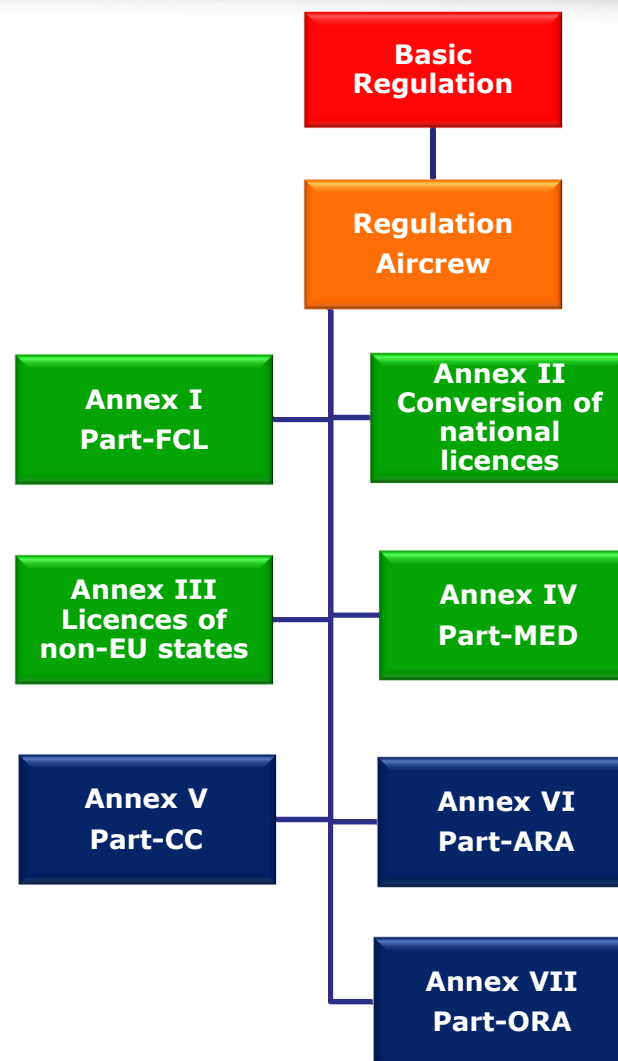 Basic
Regulation
Regulation
Aircrew
Annex I
Part-FCL
Annex II
Conversion of
national
licences
Annex III
Licences of
non-EU states
Annex IV
Part-MED
Annex V
Part-CC
Annex VI
Part-ARA
Annex VII
Part-ORA